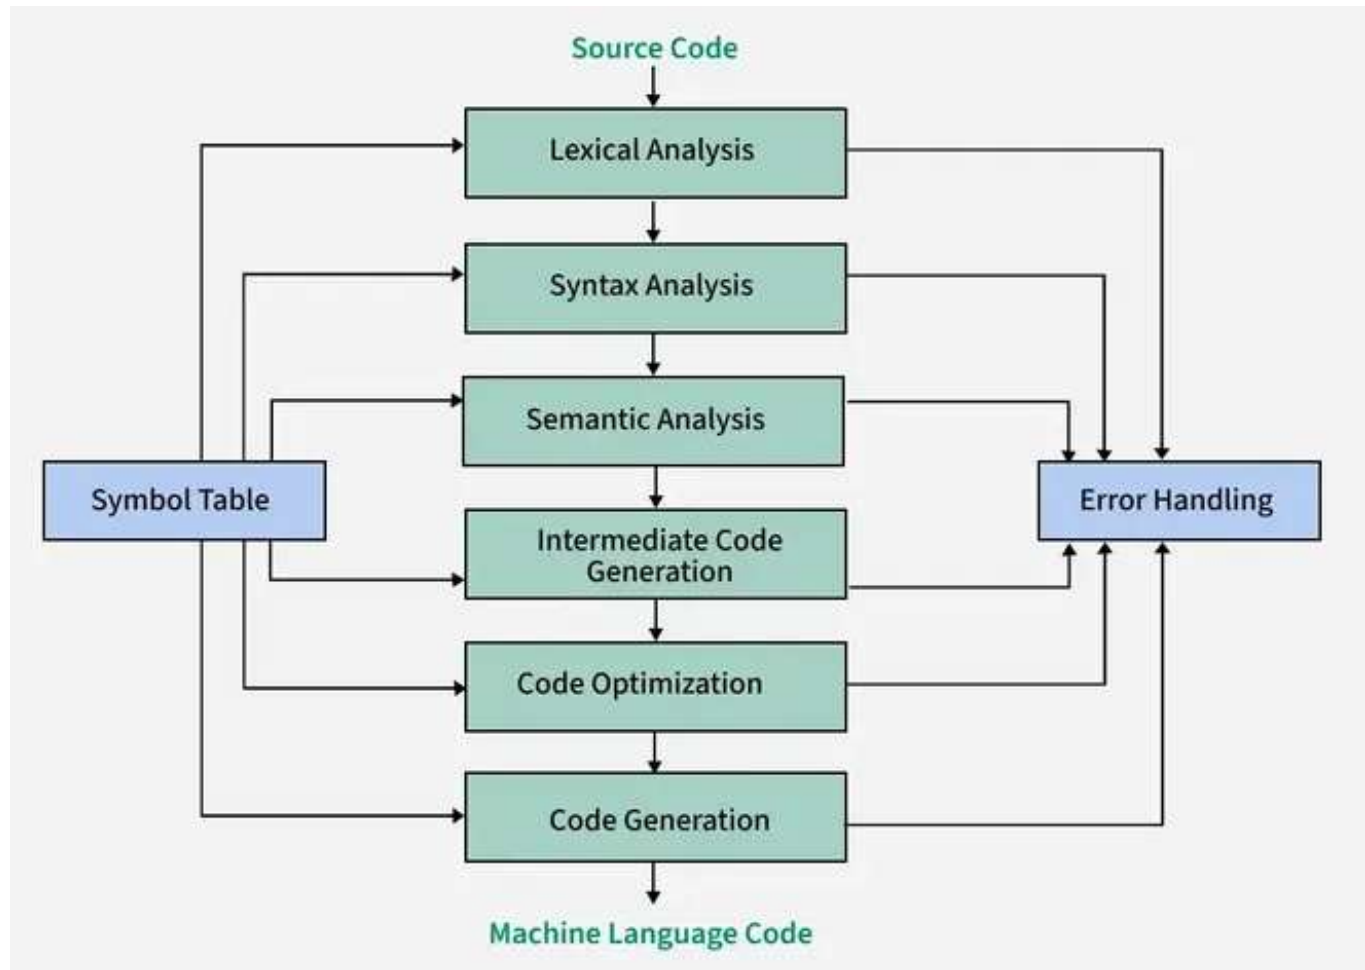 Source Code
Lexical Analysis
Syntax Analysis
Semantic Analysis
Symbol Table
Error Handling
Intermediate Code
Generation
Code Optimization
Code Generation
Machine Language Code